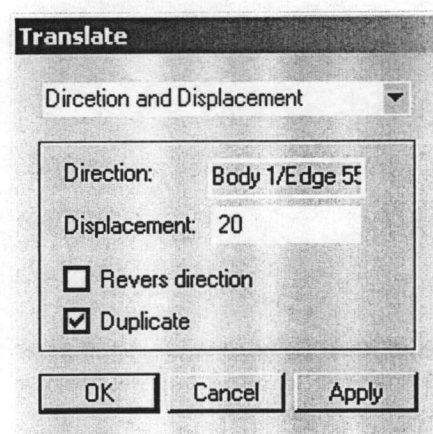 Translate
Dircetion and Displacement
Direction: Body 1/Edge 55
Displacement: 20
Revers direction
Duplicate
OK Cancel Apply